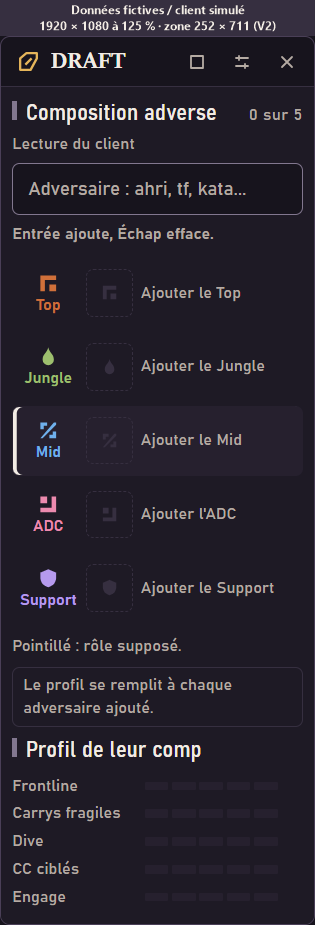 Données fictives / client simulé
1920 × 1080 à 125 % · zone 252 × 711 (V2)
DRAFT
Composition adverse 0 sur 5
Lecture du client
Adversaire : ahri, tf, kata...
Entrée ajoute, Échap efface.
Top Ajouter le Top
Jungle Ajouter le Jungle
Mid Ajouter le Mid
ADC Ajouter l'ADC
Support Ajouter le Support
Pointillé : rôle supposé.
Le profil se remplit à chaque
adversaire ajouté.
Profil de leur comp
Frontline
Carrys fragiles
Dive
CC ciblés
Engage